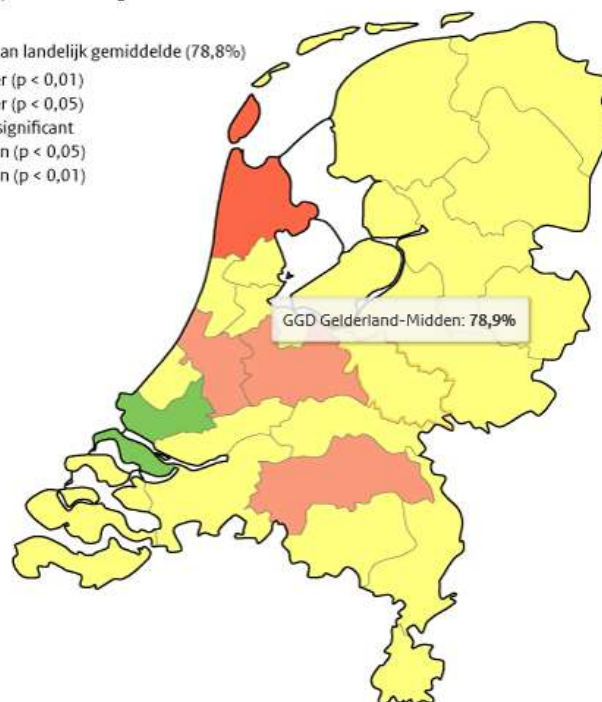 an landelijk gemiddelde (78,8%)
er (p < 0,01)
er (p < 0,05)
significant
n (p < 0,05)
n (p < 0,01)
GGD Gelderland-Midden: 78,9%